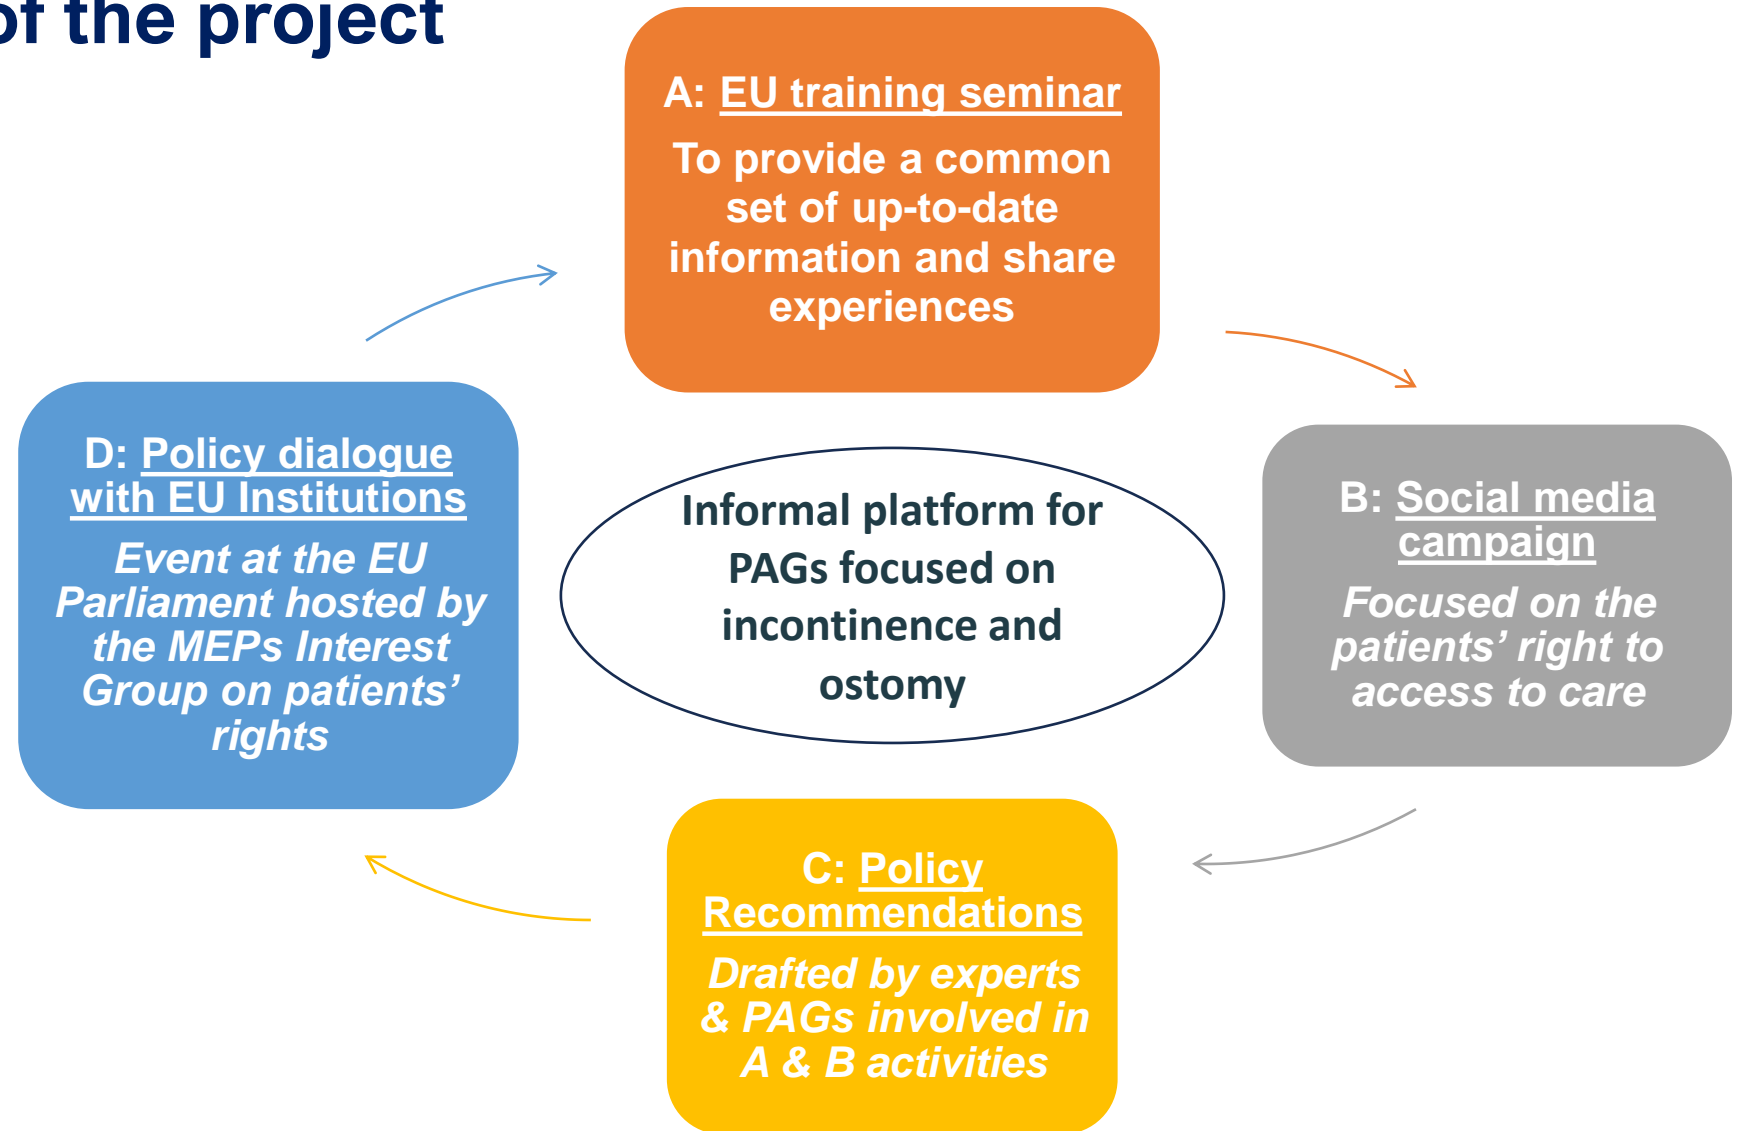 of the project
A: EU training seminar
To provide a common
set of up-to-date
information and share
experiences
D: Policy dialogue
with EU Institutions
Event at the EU
Parliament hosted by
the MEPs Interest
Group on patients’
rights
Informal platform for
PAGs focused on
incontinence and
ostomy
B: Social media
campaign
Focused on the
patients’ right to
access to care
C: Policy
Recommendations
Drafted by experts
& PAGs involved in
A & B activities